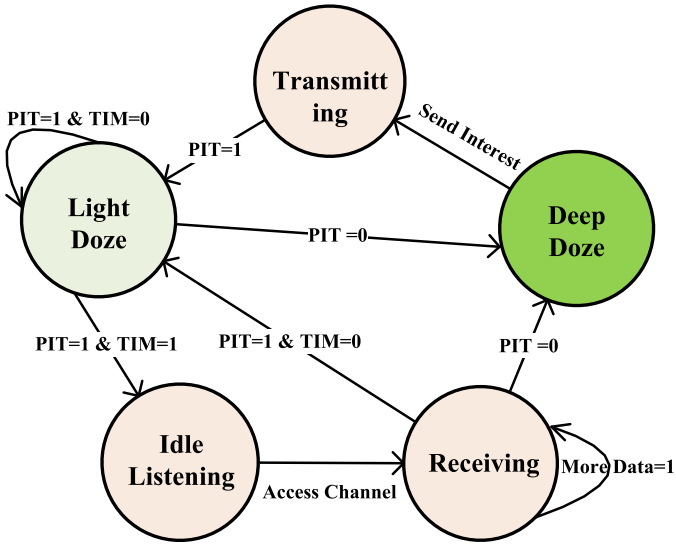 Transmitt
ing
PIT=1 & TIM=0
Send Interest
PIT=1
Light
Doze
Deep
Doze
PIT =0
PIT=1 & TIM=1
PIT=1 & TIM=0
PIT =0
Idle
Listening
Receiving
More Data=1
Access Channel